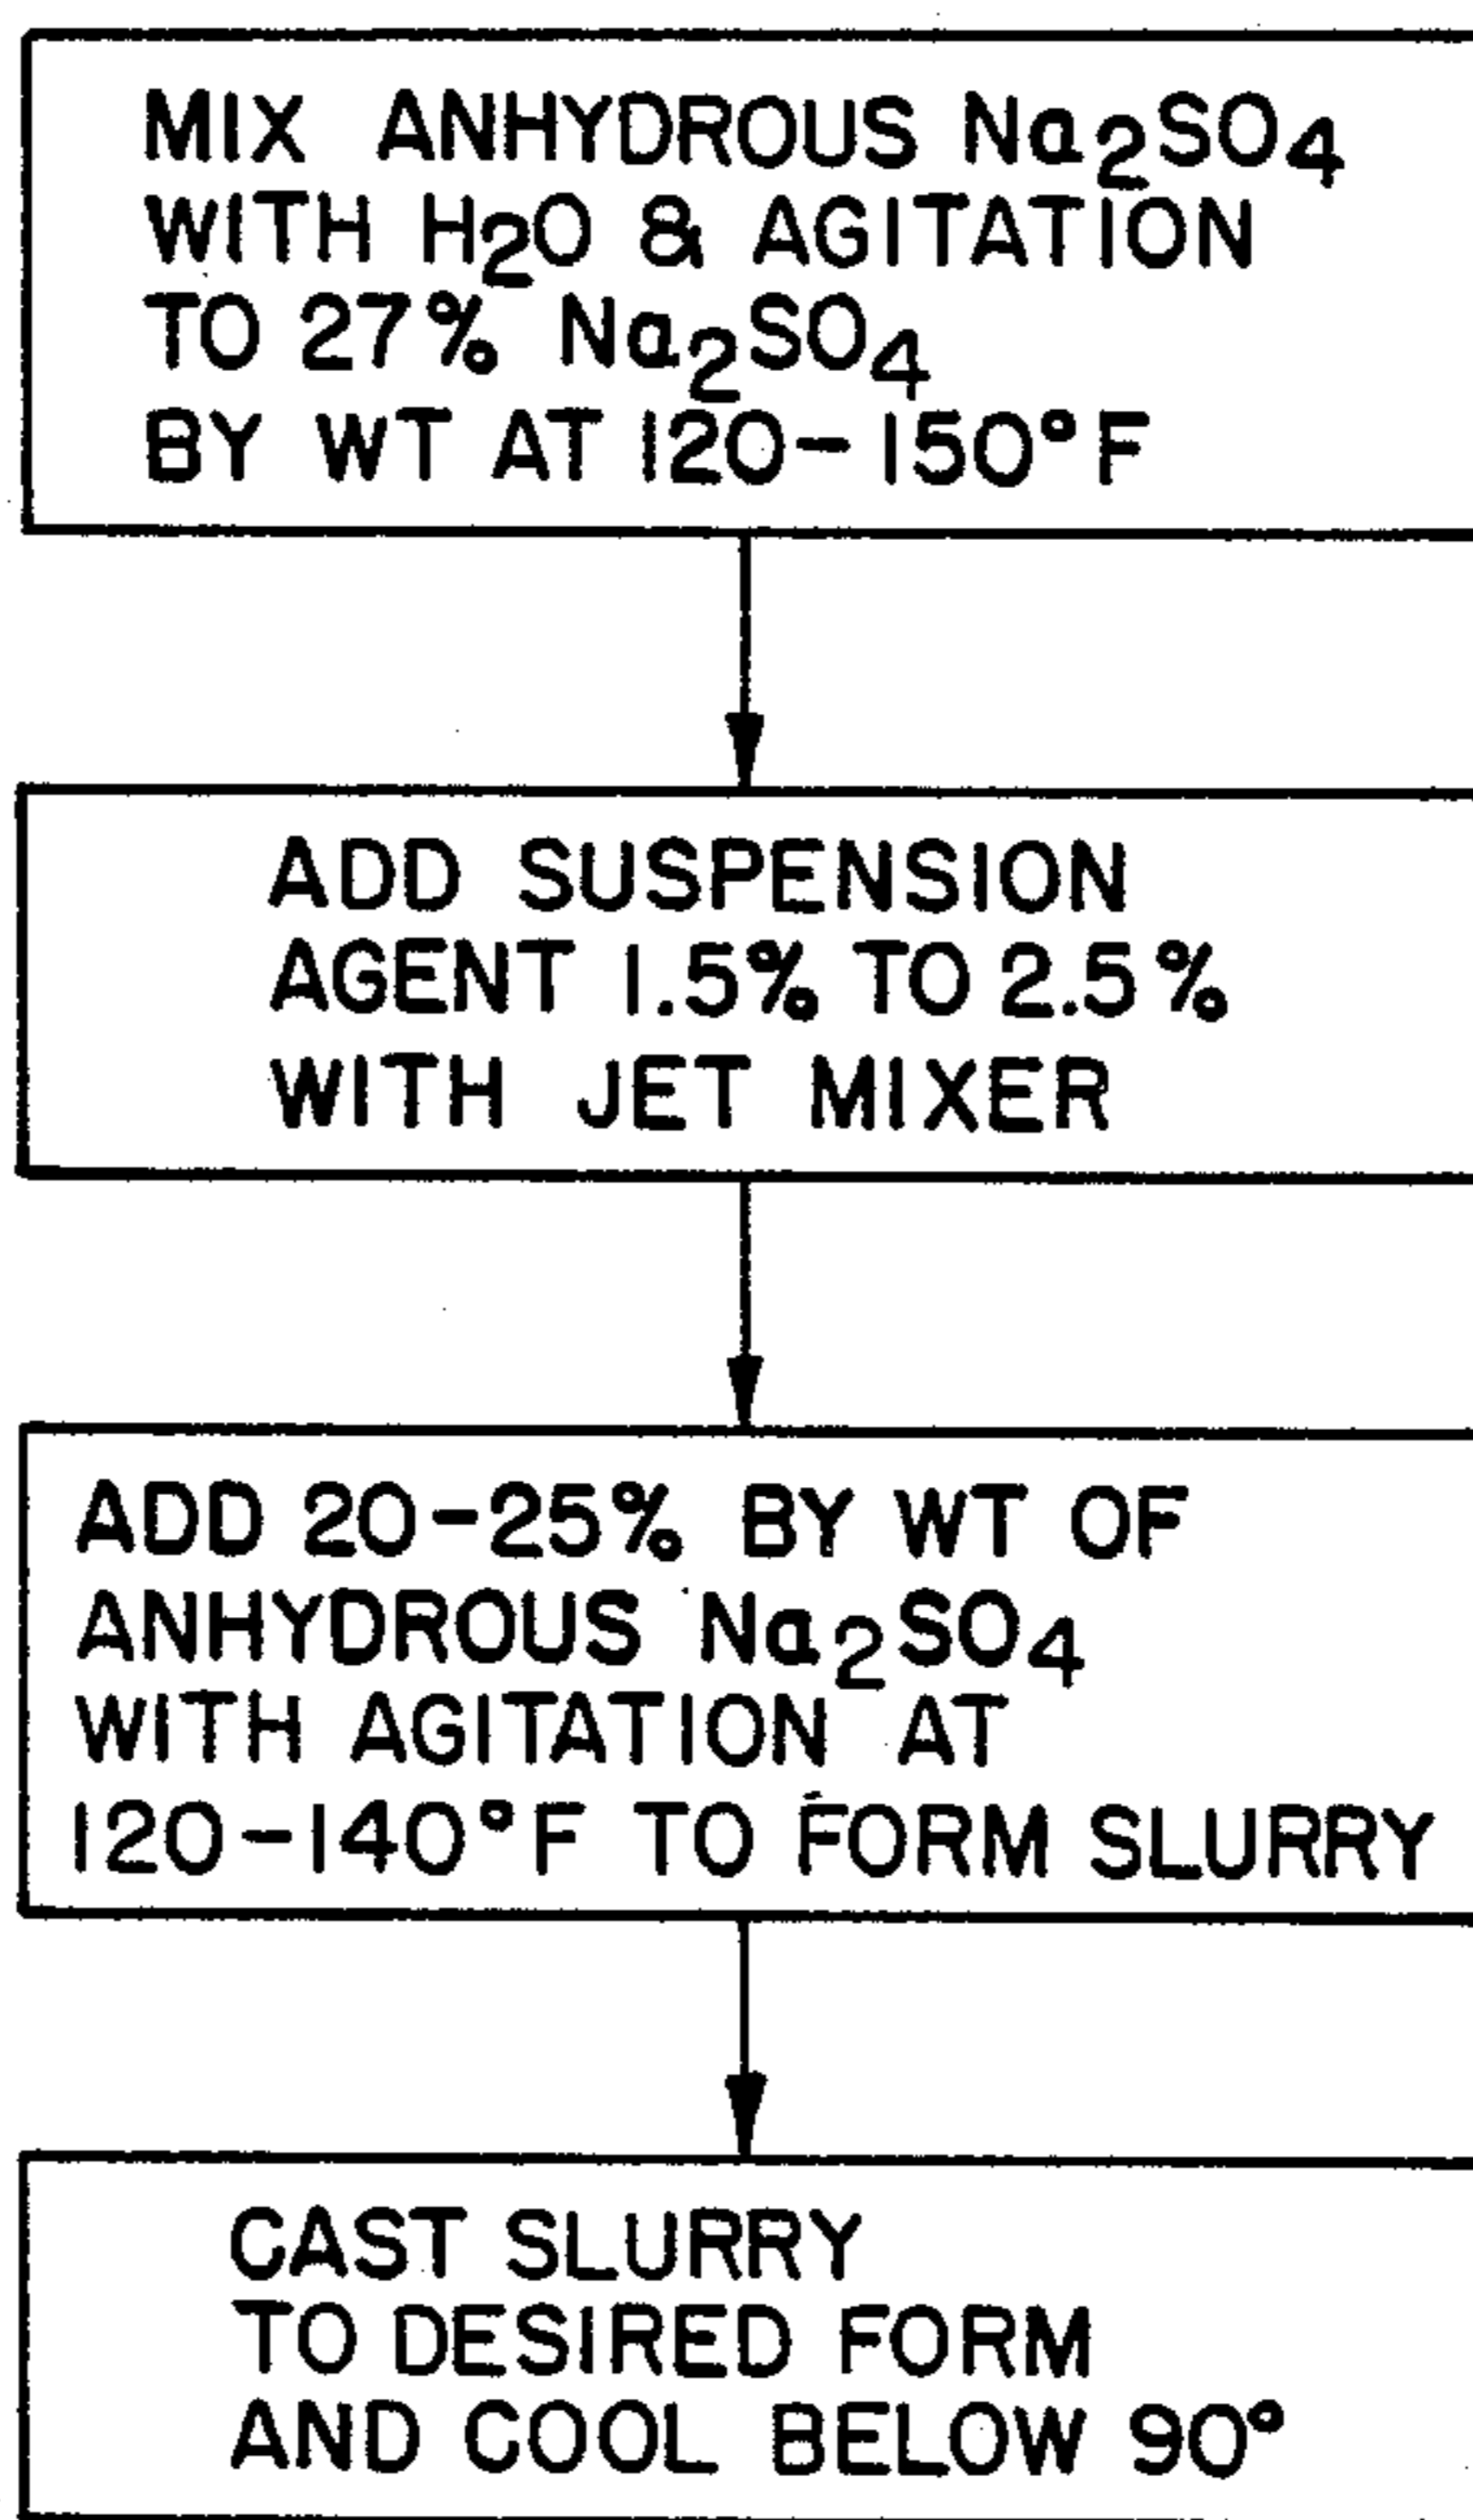 MIX ANHYDROUS Na₂SO₄
WITH H₂O & AGITATION
TO 27% Na₂SO₄
BY WT AT 120-150°F
ADD SUSPENSION
AGENT 1.5% TO 2.5%
WITH JET MIXER
ADD 20-25% BY WT OF
ANHYDROUS Na₂SO₄
WITH AGITATION AT
120-140°F TO FORM SLURRY
CAST SLURRY
TO DESIRED FORM
AND COOL BELOW 90°